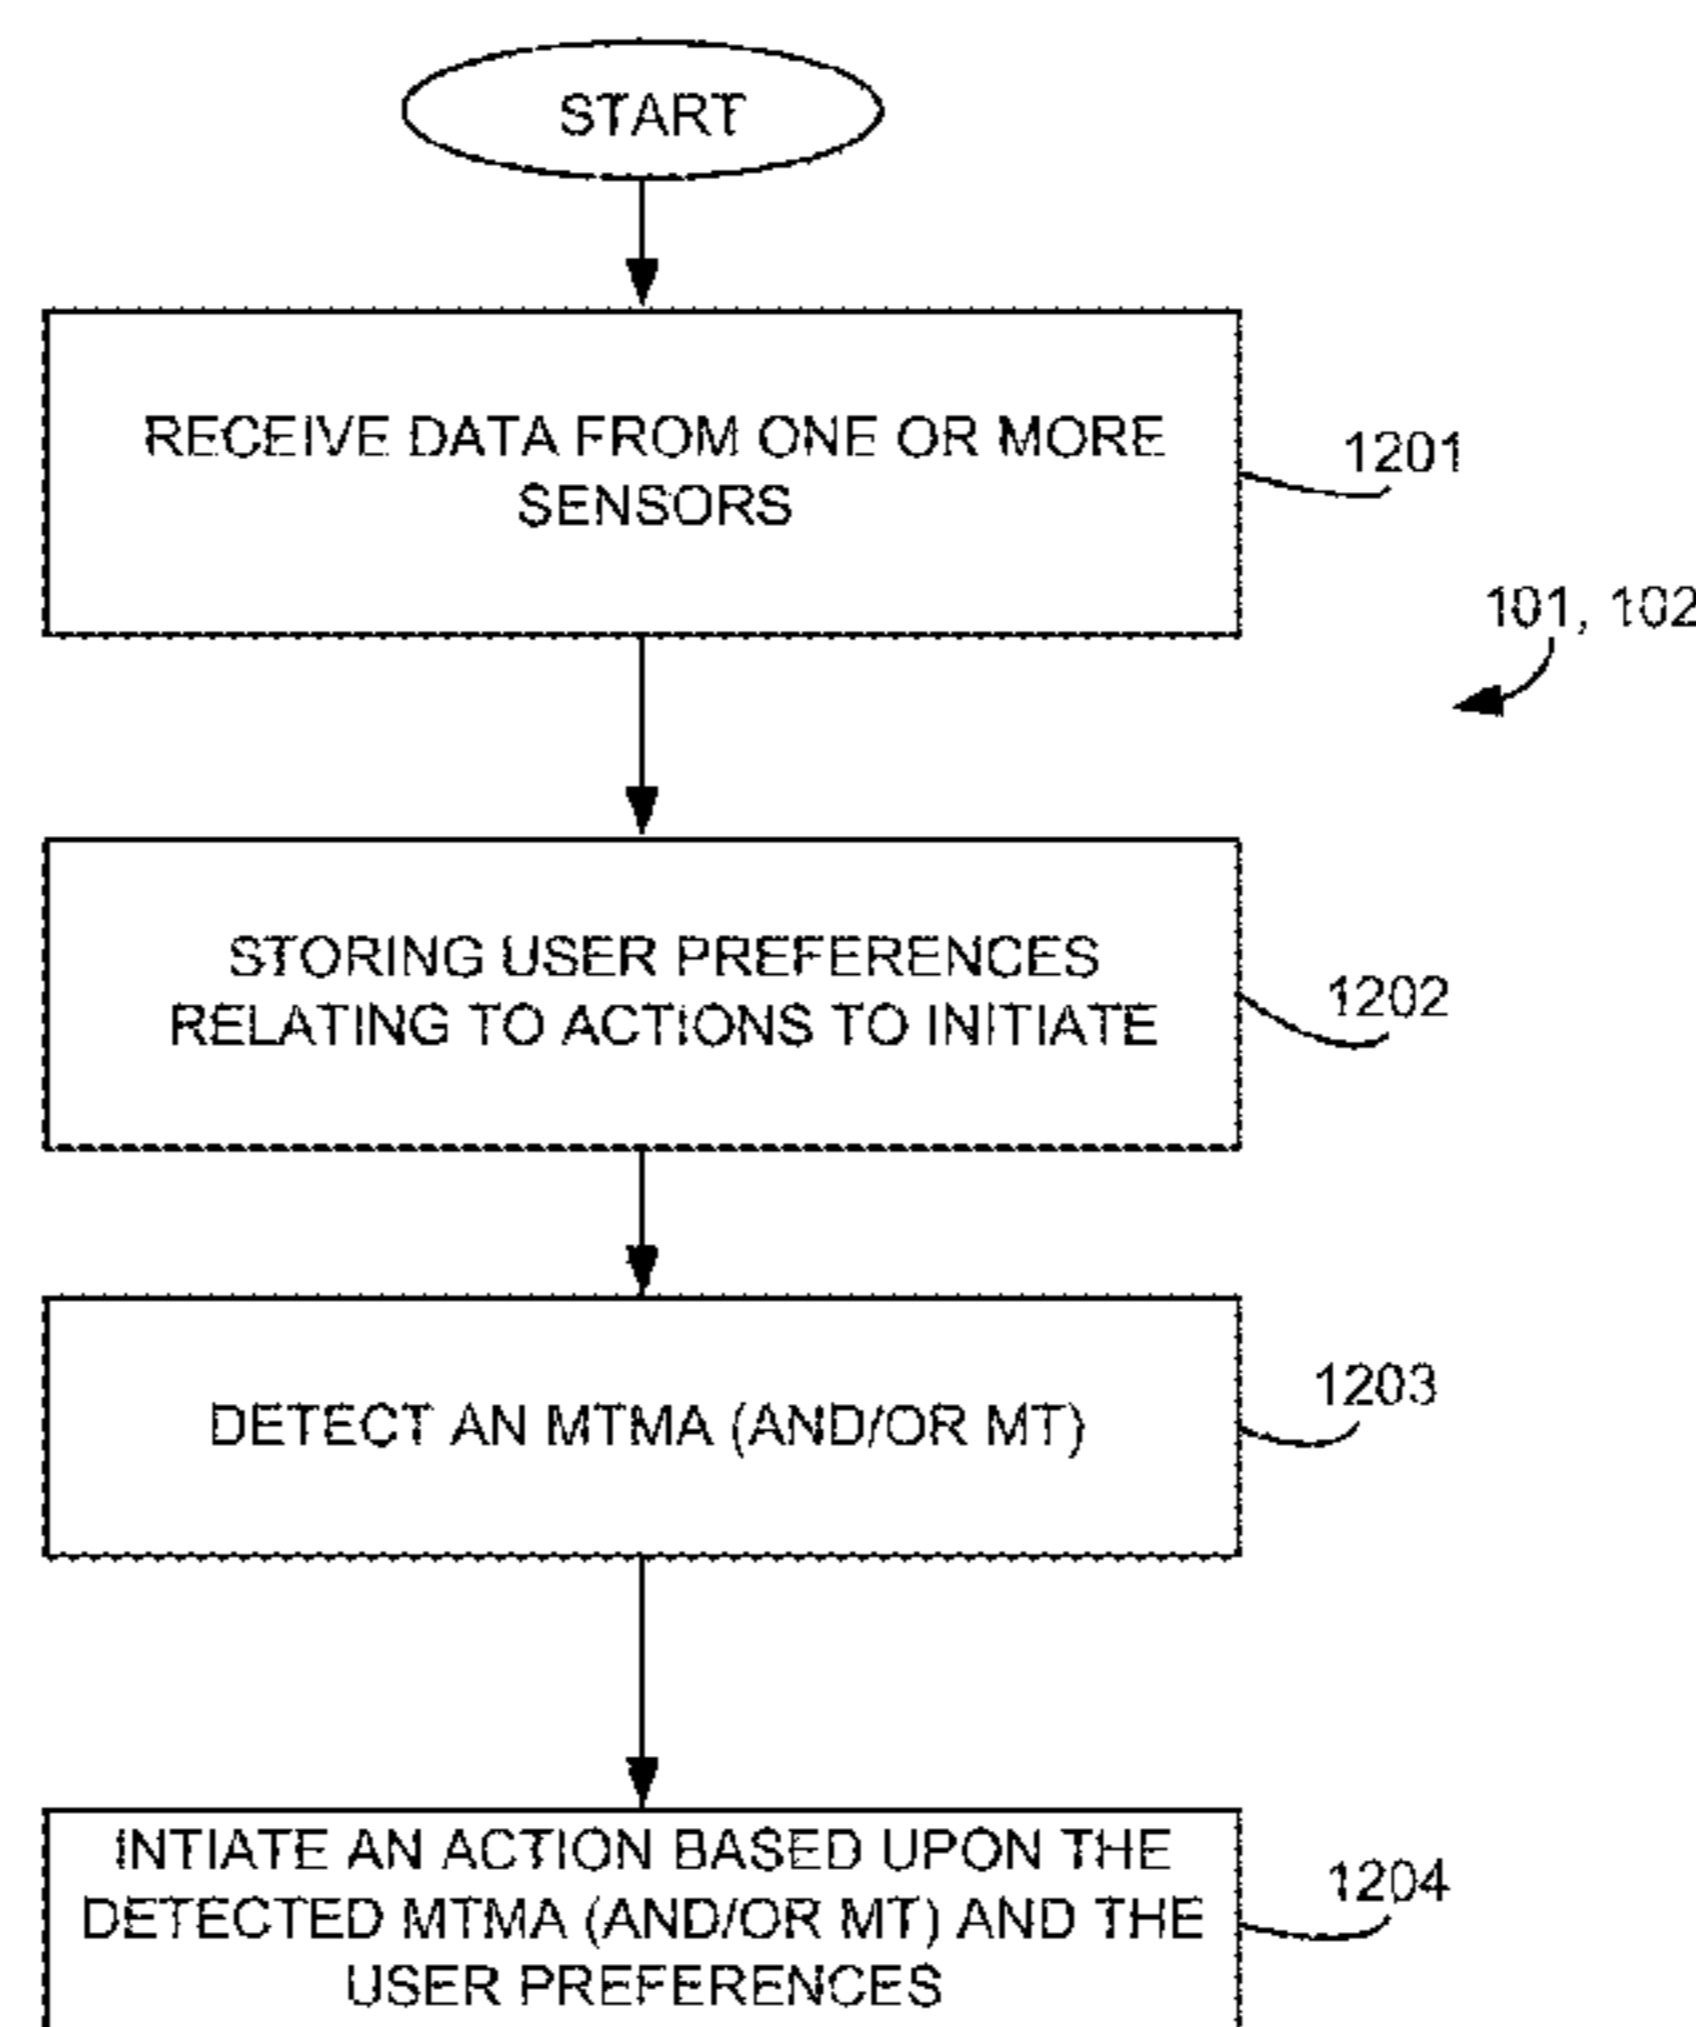 START
RECEIVE DATA FROM ONE OR MORE
SENSORS
1201
101, 102
STORING USER PREFERENCES
RELATING TO ACTIONS TO INITIATE
1202
DETECT AN MTMA (AND/OR MT)
1203
INTIATE AN ACTION BASED UPON THE
DETECTED MTMA (AND/OR MT) AND THE
USER PREFERENCES
1204